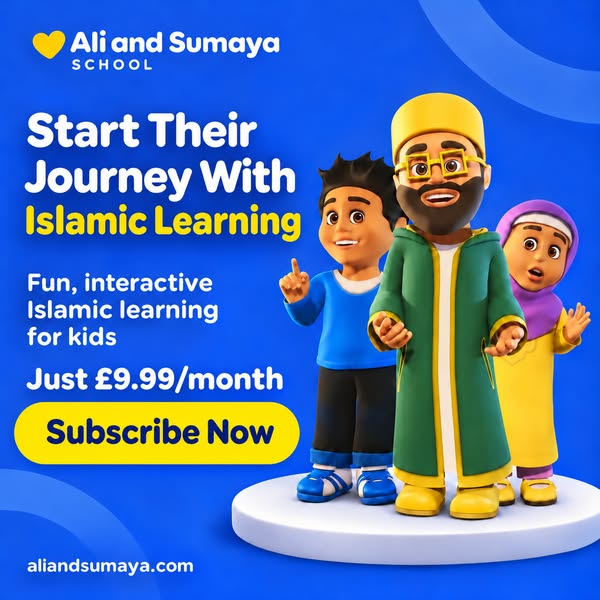 Ali and Sumaya
SCHOOL
Start Their
Journey With
Islamic Learning
Fun, interactive
Islamic learning
for kids
Just £9.99/month
Subscribe Now
aliandsumaya.com